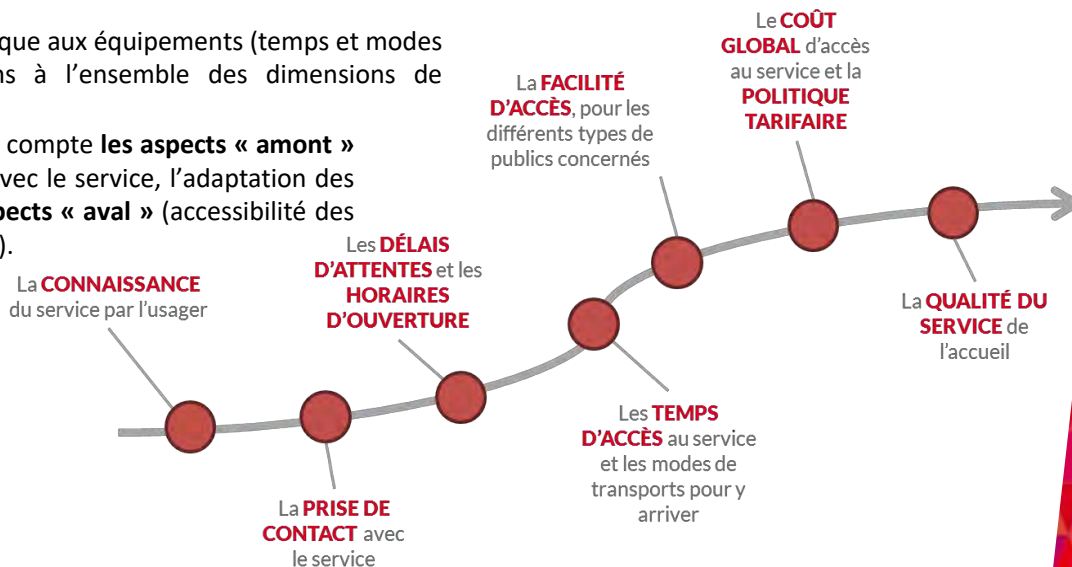 que aux équipements (temps et modes
ns à l'ensemble des dimensions de
compte les aspects « amont »
vec le service, l'adaptation des
pects « aval » (accessibilité des
).
La CONNAISSANCE
du service par l'usager
La PRISE DE
CONTACT avec
le service
Les DÉLAIS
D'ATTENTES et les
HORAIRES
D'OUVERTURE
Les TEMPS
D'ACCÈS au service
et les modes de
transports pour y
arriver
La FACILITÉ
D'ACCÈS, pour les
différents types de
publics concernés
Le COÛT
GLOBAL d'accès
au service et la
POLITIQUE
TARIFAIRE
La QUALITÉ DU
SERVICE de
l'accueil